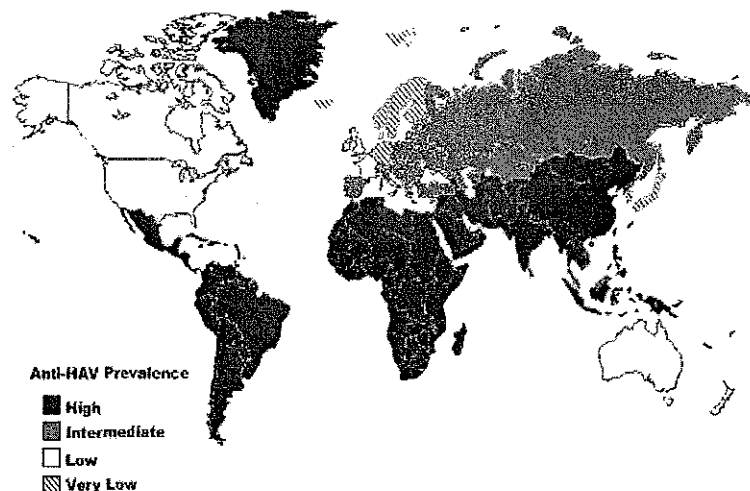 Anti-HAV Prevalence
High
Intermediate
Low
Very Low